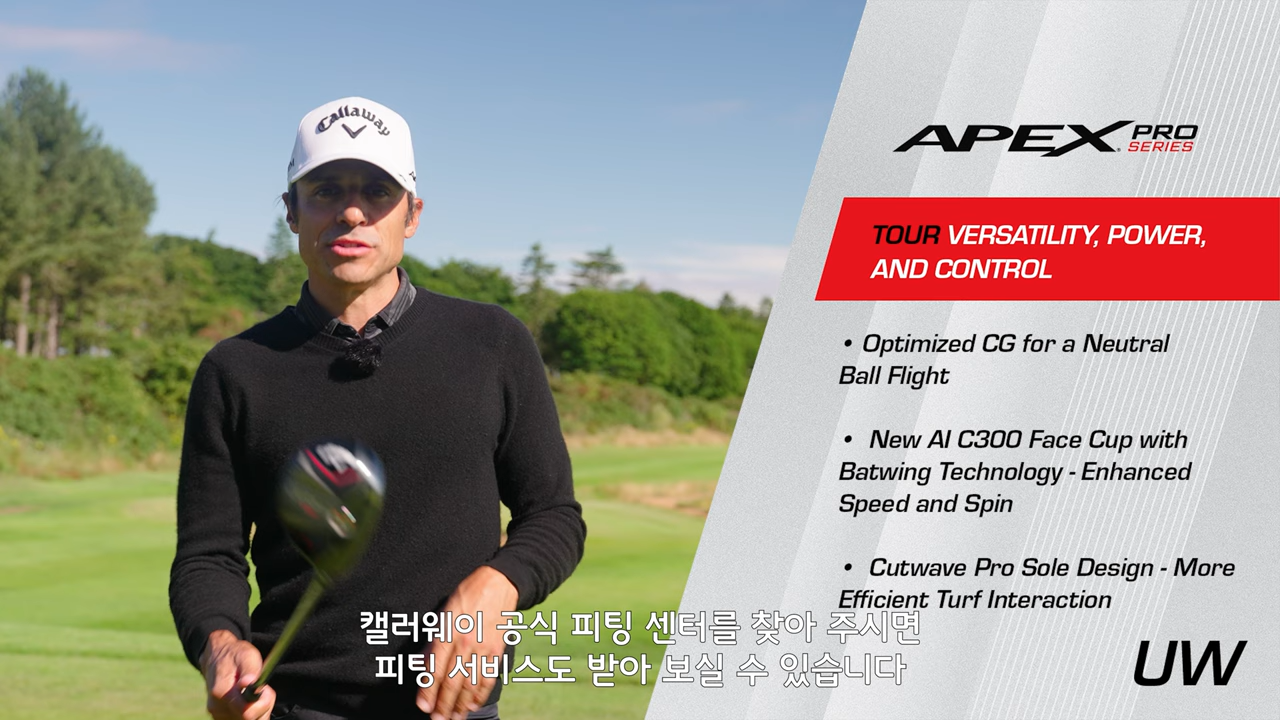 Callaway
APEX PRO
SERIES
TOUR VERSATILITY, POWER,
AND CONTROL
• Optimized CG for a Neutral
Ball Flight
• New AI C300 Face Cup with
Batwing Technology - Enhanced
Speed and Spin
• Cutwave Pro Sole Design - More
Efficient Turf Interaction
캘러웨이 공식 피팅 센터를 찾아 주시면
피팅 서비스도 받아 보실 수 있습니다
UW